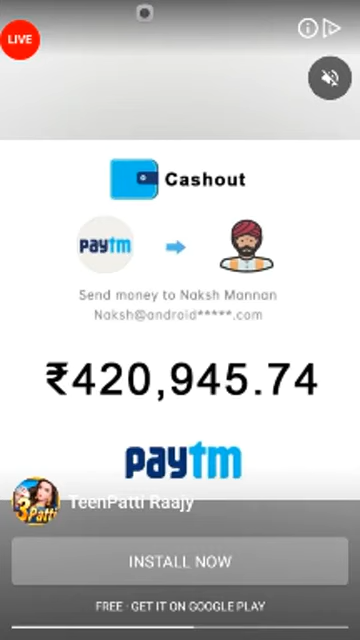 LIVE
Cashout
paytm
Send money to Naksh Mannan
Naksh@android*****.com
₹420,945.74
paytm
3Patti
TeenPatti Raajy
INSTALL NOW
FREE · GET IT ON GOOGLE PLAY